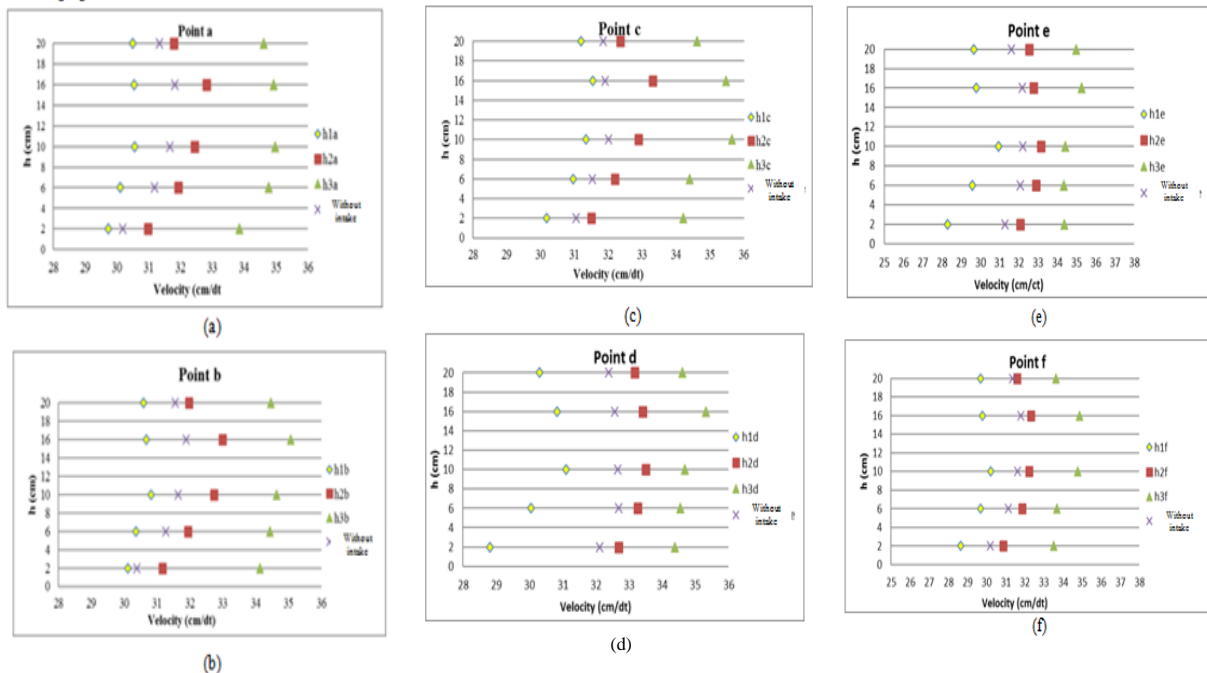 Point a
20
18
16
14
12
10
8
6
4
2
0
h (cm)
28 30 31 32 33 34 35 36
Velocity (cm/dt
h1a
h2a
h3a
Without
intake
(a)
Point b
20
18
16
14
12
10
8
6
4
2
0
h (cm)
28 30 31 32 33 34 35 36
Velocity (cm/dt)
h1b
h2b
h3b
Without
intake
(b)
Point c
20
18
16
14
12
10
8
6
4
2
0
h (cm)
28 30 31 32 33 34 35 36
Velocity (cm/dt)
h1c
h2c
h3c
Without
intake
(c)
Point d
20
18
16
14
12
10
8
6
4
2
0
h (cm)
28 30 31 32 33 34 35 36
Velocity (cm/dt)
h1d
h2d
h3d
Without
intake
(d)
Point e
20
18
16
14
12
10
8
6
4
2
0
h (cm)
25 28 29 30 31 32 33 34 35 36 37 38
Velocity (cm/ct)
h1e
h2e
h3e
Without
intake
(e)
Point f
20
18
16
14
12
10
8
6
4
2
0
h (cm)
25 28 29 30 31 32 33 34 35 36 37 38
Velocity (cm/dt)
h1f
h2f
h3f
Without
intake
(f)